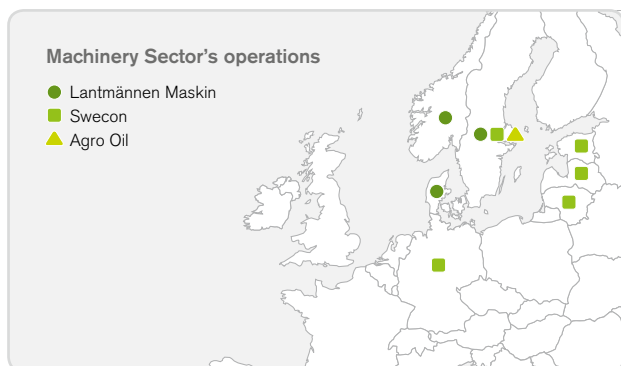 Machinery Sector’s operations
Lantmännen Maskin
Swecon
Agro Oil